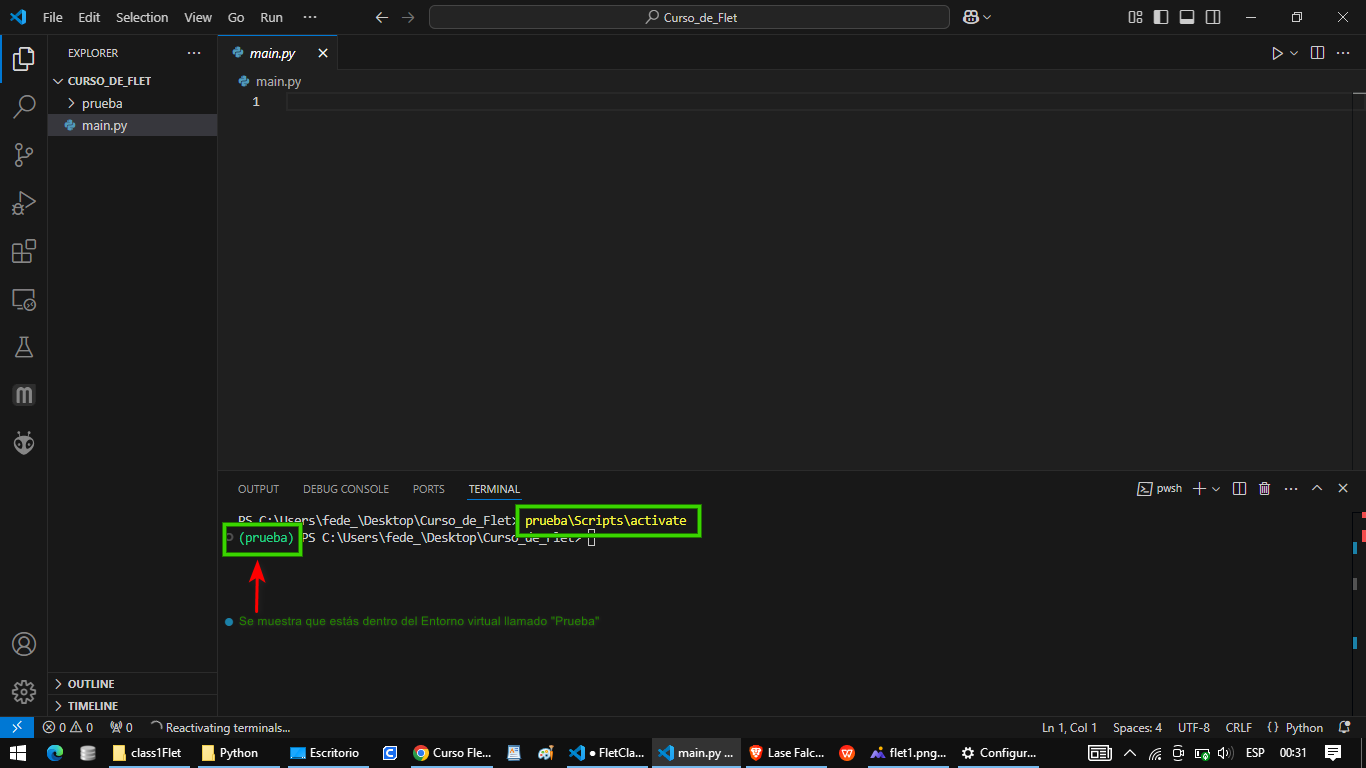 File Edit Selection View Go Run ··· Curso_de_Flet
EXPLORER ···
CURSO_DE_FLET
prueba
main.py
main.py
main.py
1
OUTLINE
TIMELINE
OUTPUT DEBUG CONSOLE PORTS TERMINAL pwsh
PS C:\Users\fede_\Desktop\Curso_de_Flet> prueba\Scripts\activate
(prueba) PS C:\Users\fede_\Desktop\Curso_de_Flet>
Se muestra que estás dentro del Entorno virtual llamado "Prueba"
0 0 0 Reactivating terminals... Ln 1, Col 1 Spaces: 4 UTF-8 CRLF {} Python
class1Flet Python Escritorio Curso Fle... ● FletCla... main.py ... Lase Falc... flet1.png... Configur... ESP 00:31